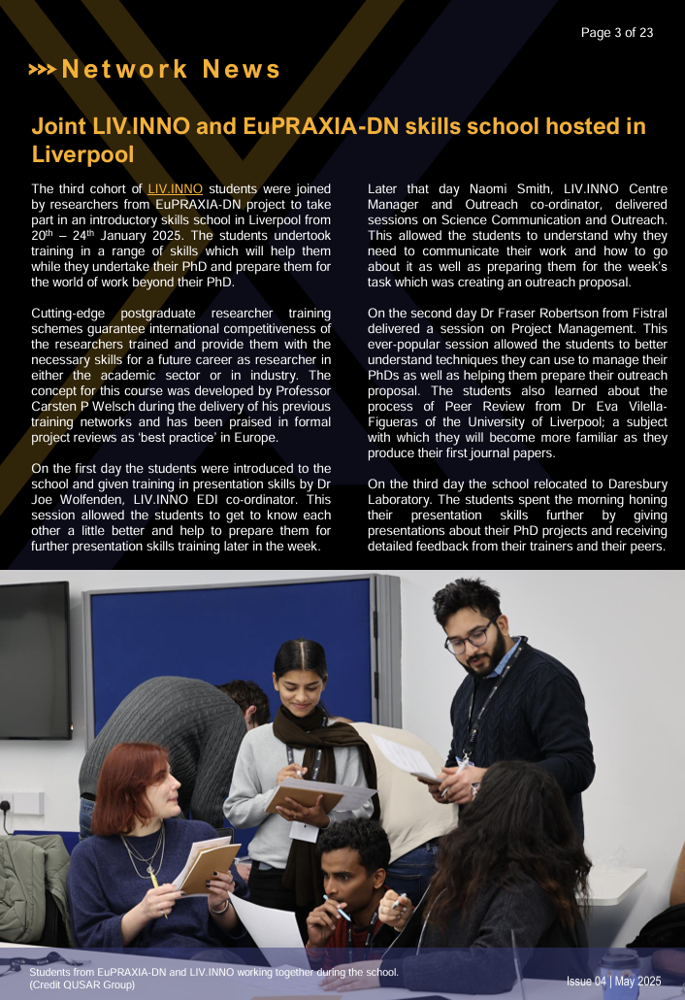 Page 3 of 23
>>> Network News
Joint LIV.INNO and EuPRAXIA-DN skills school hosted in
Liverpool
The third cohort of LIV.INNO students were joined
by researchers from EuPRAXIA-DN project to take
part in an introductory skills school in Liverpool from
20th – 24th January 2025. The students undertook
training in a range of skills which will help them
while they undertake their PhD and prepare them for
the world of work beyond their PhD.
Cutting-edge postgraduate researcher training
schemes guarantee international competitiveness of
the researchers trained and provide them with the
necessary skills for a future career as researcher in
either the academic sector or in industry. The
concept for this course was developed by Professor
Carsten P Welsch during the delivery of his previous
training networks and has been praised in formal
project reviews as ‘best practice’ in Europe.
On the first day the students were introduced to the
school and given training in presentation skills by Dr
Joe Wolfenden, LIV.INNO EDI co-ordinator. This
session allowed the students to get to know each
other a little better and help to prepare them for
further presentation skills training later in the week.
Later that day Naomi Smith, LIV.INNO Centre
Manager and Outreach co-ordinator, delivered
sessions on Science Communication and Outreach.
This allowed the students to understand why they
need to communicate their work and how to go
about it as well as preparing them for the week’s
task which was creating an outreach proposal.
On the second day Dr Fraser Robertson from Fistral
delivered a session on Project Management. This
ever-popular session allowed the students to better
understand techniques they can use to manage their
PhDs as well as helping them prepare their outreach
proposal. The students also learned about the
process of Peer Review from Dr Eva Vilella-
Figueras of the University of Liverpool; a subject
with which they will become more familiar as they
produce their first journal papers.
On the third day the school relocated to Daresbury
Laboratory. The students spent the morning honing
their presentation skills further by giving
presentations about their PhD projects and receiving
detailed feedback from their trainers and their peers.
Students from EuPRAXIA-DN and LIV.INNO working together during the school.
(Credit QUSAR Group)
Issue 04 | May 2025